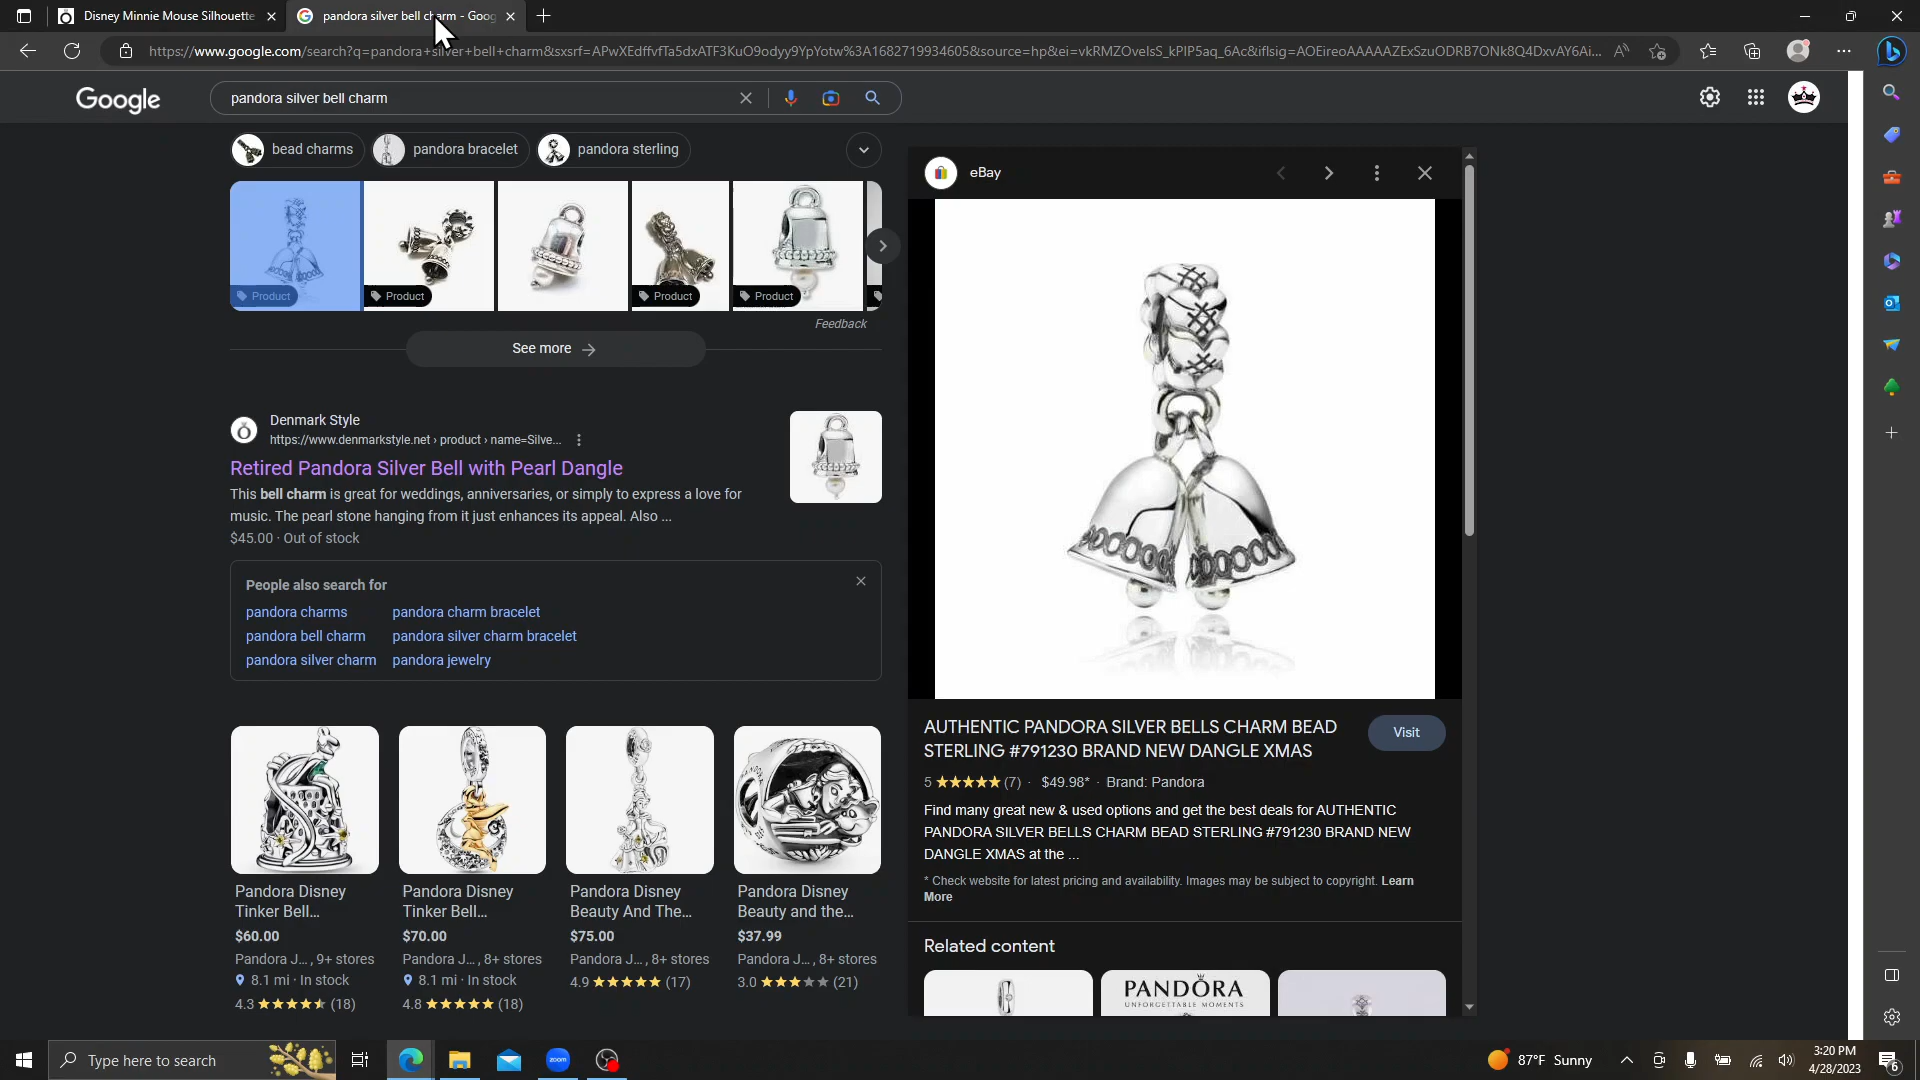 Disney Minnie Mouse Silhouette
pandora silver bell charm - Goog
https://www.google.com/search?q=pandora+silver+bell+charm&sxsrf=APwXEdffvfTa5dxATF3KuO9odyy9YpYotw%3A1682719934605&source=hp&ei=vkRMZOvelsS_kPIP5aq_6Ac&iflsig=AOEireoAAAAAZExSzuODRB7ONk8Q4DxvAY6Ai...
Google
pandora silver bell charm
bead charms
pandora bracelet
pandora sterling
Product
Product
Product
Product
Feedback
See more
Denmark Style
https://www.denmarkstyle.net › product › name=Silve...
Retired Pandora Silver Bell with Pearl Dangle
This bell charm is great for weddings, anniversaries, or simply to express a love for
music. The pearl stone hanging from it just enhances its appeal. Also ...
$45.00 · Out of stock
People also search for
pandora charms
pandora charm bracelet
pandora bell charm
pandora silver charm bracelet
pandora silver charm
pandora jewelry
Pandora Disney
Tinker Bell...
$60.00
Pandora J..., 9+ stores
8.1 mi · In stock
4.3 ★★★★★ (18)
Pandora Disney
Tinker Bell...
$70.00
Pandora J..., 8+ stores
8.1 mi · In stock
4.8 ★★★★★ (18)
Pandora Disney
Beauty And The...
$75.00
Pandora J..., 8+ stores
4.9 ★★★★★ (17)
Pandora Disney
Beauty and the...
$37.99
Pandora J..., 8+ stores
3.0 ★★★★★ (21)
eBay
AUTHENTIC PANDORA SILVER BELLS CHARM BEAD
STERLING #791230 BRAND NEW DANGLE XMAS
Visit
5 ★★★★★ (7) · $49.98* · Brand: Pandora
Find many great new & used options and get the best deals for AUTHENTIC
PANDORA SILVER BELLS CHARM BEAD STERLING #791230 BRAND NEW
DANGLE XMAS at the ...
* Check website for latest pricing and availability. Images may be subject to copyright. Learn
More
Related content
PANDORA
UNFORGETTABLE MOMENTS
Type here to search
zoom
87°F Sunny
3:20 PM
4/28/2023
6